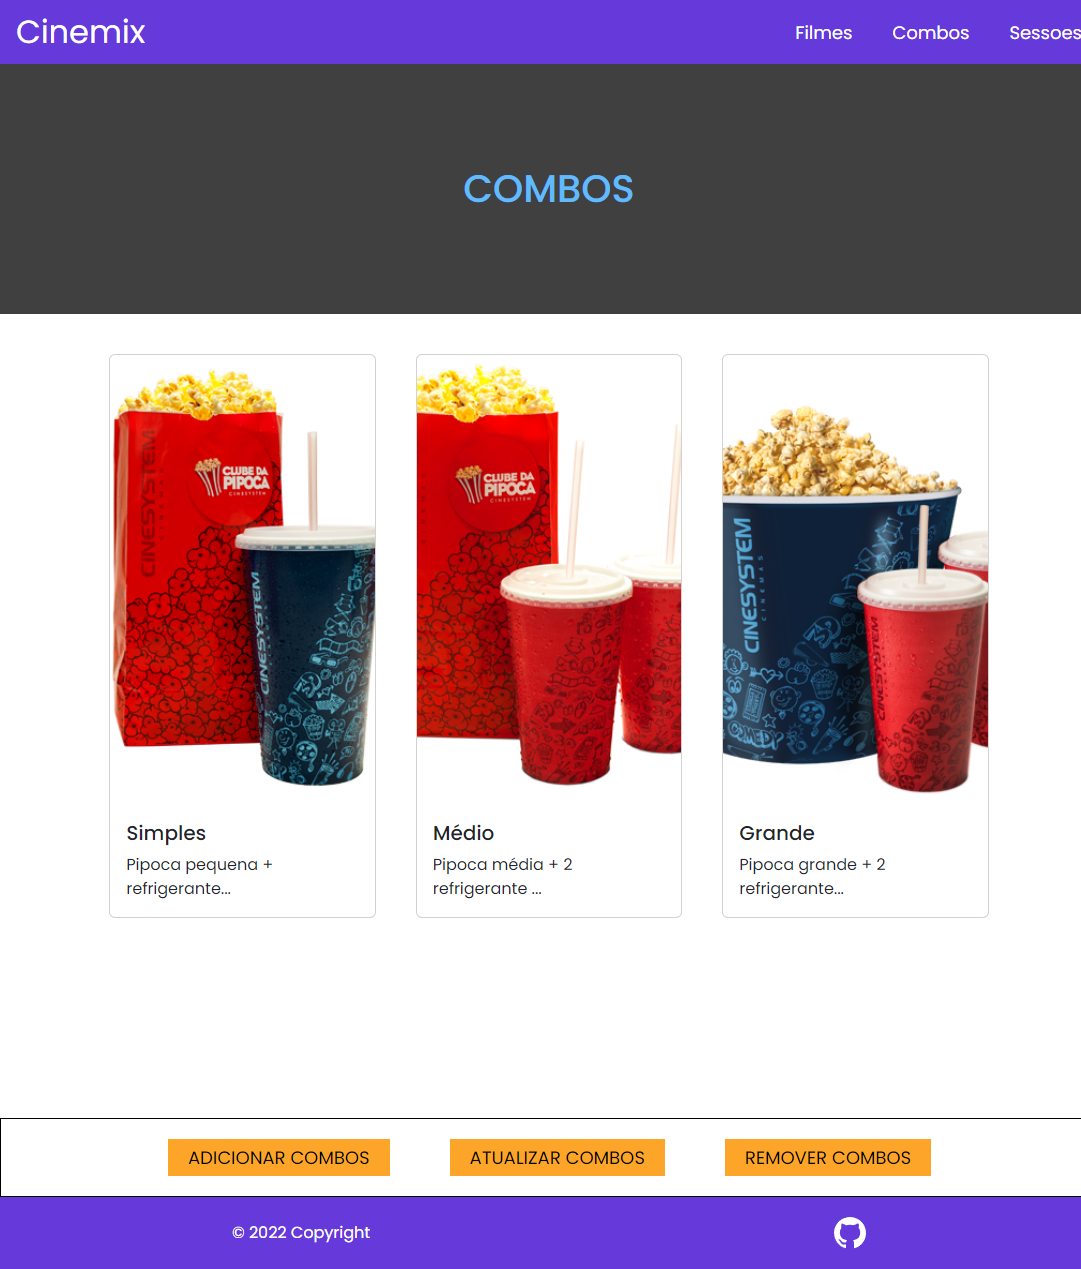 Cinemix
Filmes Combos Sessoes
COMBOS
CINESYSTEM
CLUBE DA
PIPOCA
CINESYSTEM
CINESYSTEM
CLUBE DA
PIPOCA
CINESYSTEM
CINESYSTEM
CINEMAS
COMEDY
CINESYSTEM
Simples
Pipoca pequena +
refrigerante...
Médio
Pipoca média + 2
refrigerante ...
Grande
Pipoca grande + 2
refrigerante...
ADICIONAR COMBOS
ATUALIZAR COMBOS
REMOVER COMBOS
© 2022 Copyright